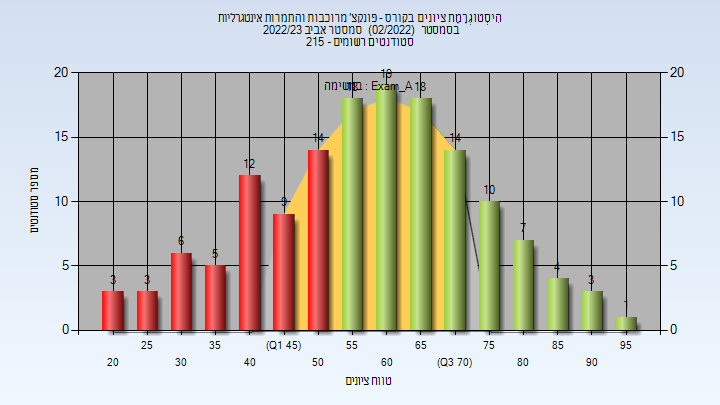 הִיסְטוֹגְרָמַת ציונים בקורס - פונקצ' מרוכבות והתמרות אינטגרליות
בסמסטר (02/2022) סמסטר אביב 2022/23
סטודנטים רשומים - 215
במשימה : Exam_A
מספר סטודנטים
20 20
15 15
10 10
5 5
0 0
3 3 6 5 12 9 14 18 19 18 14 10 7 4 3 1
25 35 (Q1 45) 55 65 75 85 95
20 30 40 50 60 (Q3 70) 80 90
טווח ציונים